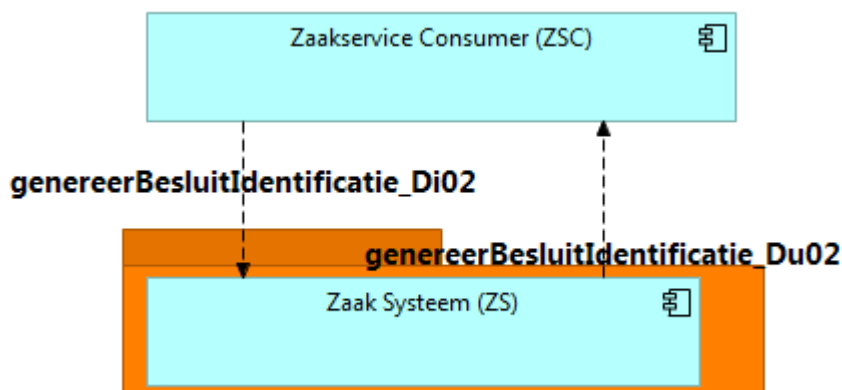 Zaakservice Consumer (ZSC)
genereerBesluitIdentificatie_Di02
genereerBesluitIdentificatie_Du02
Zaak Systeem (ZS)